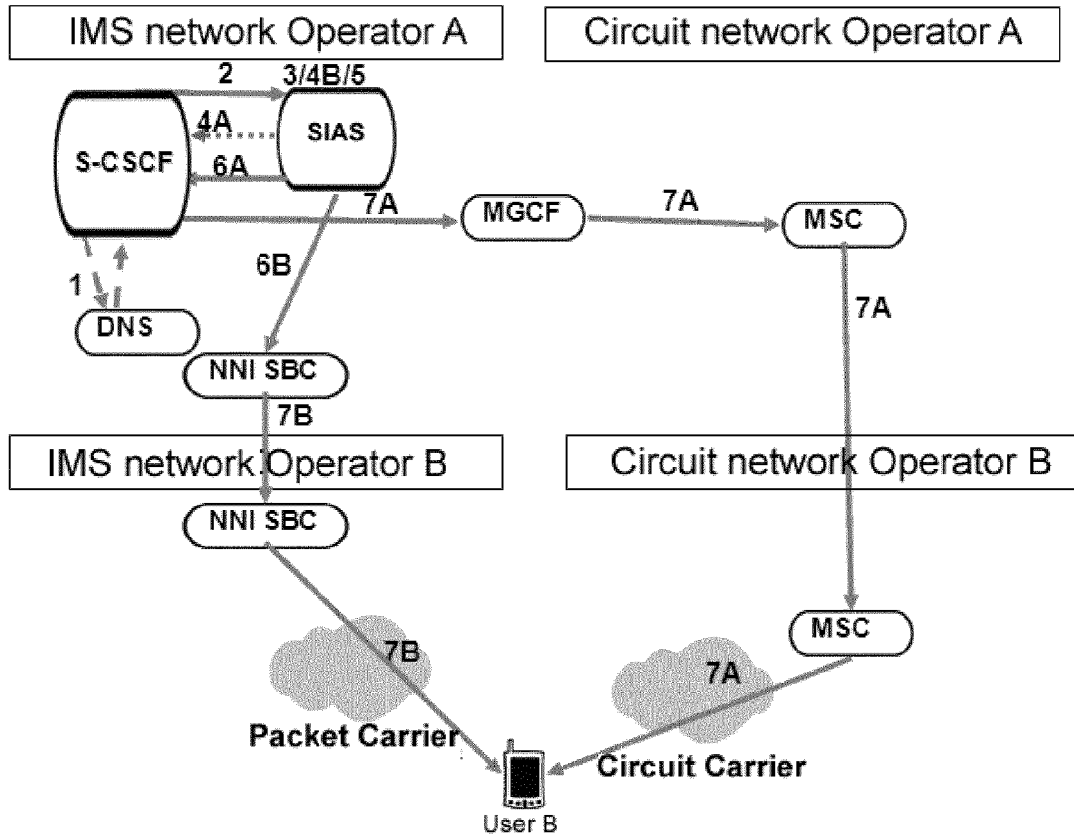 IMS network Operator A
Circuit network Operator A
2
3/4B/5
4A
SIAS
S-CSCF
6A
7A
MGCF
7A
MSC
6B
1
7A
DNS
NNI SBC
7B
IMS network Operator B
Circuit network Operator B
NNI SBC
MSC
7B
7A
Packet Carrier
Circuit Carrier
User B